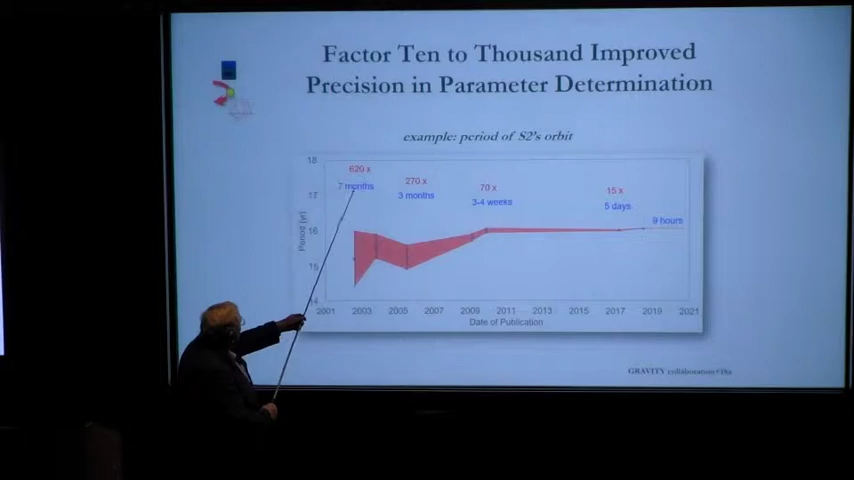 Factor Ten to Thousand Improved
Precision in Parameter Determination
example: period of S2's orbit
18
620 x
7 months
270 x
3 months
70 x
3-4 weeks
15 x
5 days
9 hours
17
16
15
14
Period [yr]
2001 2003 2005 2007 2009 2011 2013 2015 2017 2019 2021
Date of Publication
GRAVITY collaboration